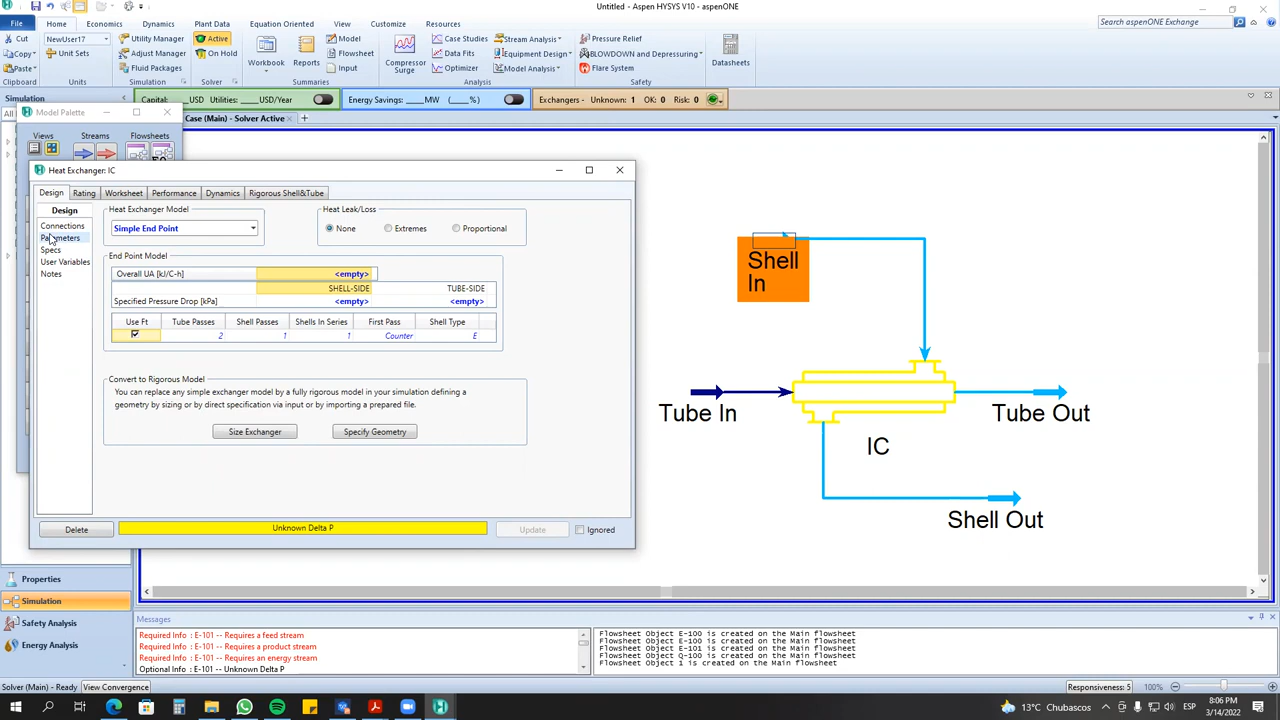 Untitled - Aspen HYSYS V10 - aspenONE
File
Home
Economics
Dynamics
Plant Data
Equation Oriented
View
Customize
Resources
Search aspenONE Exchange
Cut
Copy
Paste
Clipboard
NewUser17
Unit Sets
Units
Utility Manager
Adjust Manager
Fluid Packages
Simulation
Active
On Hold
Solver
Workbook
Reports
Model
Flowsheet
Input
Summaries
Compressor
Surge
Case Studies
Data Fits
Optimizer
Stream Analysis
Equipment Design
Model Analysis
Analysis
Pressure Relief
BLOWDOWN and Depressuring
Flare System
Safety
Datasheets
Simulation
Capital: ____USD Utilities: ____USD/Year
Energy Savings: ____MW (____%)
Exchangers - Unknown: 1 OK: 0 Risk: 0
All
Model Palette
Case (Main) - Solver Active
Views
Streams
Flowsheets
Heat Exchanger: IC
Design
Rating
Worksheet
Performance
Dynamics
Rigorous Shell&Tube
Design
Connections
Parameters
Specs
User Variables
Notes
Heat Exchanger Model
Simple End Point
Heat Leak/Loss
None
Extremes
Proportional
End Point Model
Overall UA [kJ/C-h] <empty>
SHELL-SIDE TUBE-SIDE
Specified Pressure Drop [kPa] <empty> <empty>
Use Ft Tube Passes Shell Passes Shells In Series First Pass Shell Type
2 1 1 Counter E
Convert to Rigorous Model
You can replace any simple exchanger model by a fully rigorous model in your simulation defining a
geometry by sizing or by direct specification via input or by importing a prepared file.
Size Exchanger
Specify Geometry
Delete
Unknown Delta P
Update
Ignored
Shell
In
Tube In
Tube Out
IC
Shell Out
Properties
Simulation
Safety Analysis
Energy Analysis
Messages
Required Info : E-101 -- Requires a feed stream
Required Info : E-101 -- Requires a product stream
Required Info : E-101 -- Requires an energy stream
Optional Info : E-101 -- Unknown Delta P
Flowsheet Object E-100 is created on the Main flowsheet
Flowsheet Object E-101 is created on the Main flowsheet
Flowsheet Object Q-100 is created on the Main flowsheet
Flowsheet Object 1 is created on the Main flowsheet
Solver (Main) - Ready
View Convergence
Responsiveness: 5
100%
13°C Chubascos
8:06 PM
3/14/2022